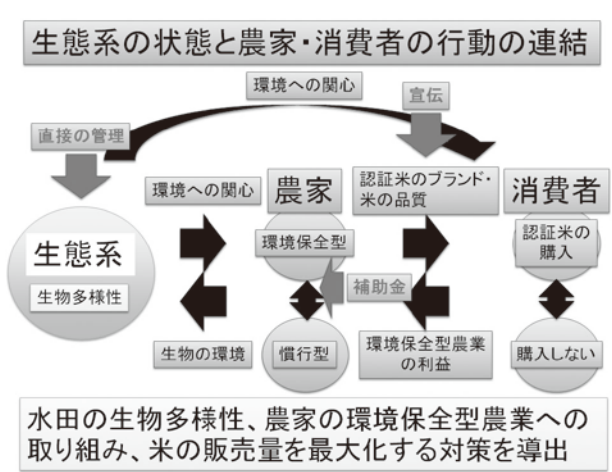 生態系の状態と農家・消費者の行動の連結
環境への関心
宣伝
直接の管理
環境への関心
農家
認証米のブランド・
米の品質
消費者
生態系
生物多様性
環境保全型
認証米の
購入
補助金
生物の環境
慣行型
環境保全型農業
の利益
購入しない
水田の生物多様性、農家の環境保全型農業への
取り組み、米の販売量を最大化する対策を導出